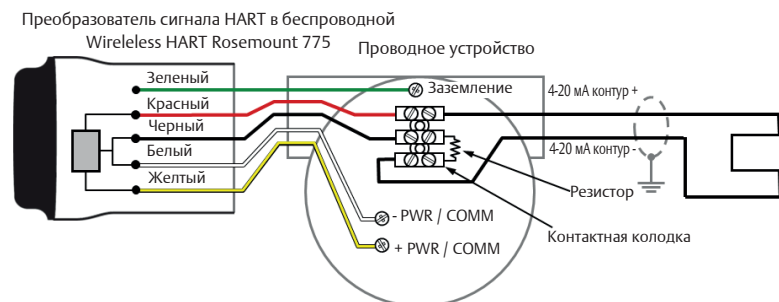 Преобразователь сигнала HART в беспроводной
Wireleless HART Rosemount 775
Проводное устройство
Зеленый
Красный
Черный
Белый
Желтый
Заземление
4-20 мА контур +
4-20 мА контур -
Резистор
Контактная колодка
- PWR / COMM
+ PWR / COMM